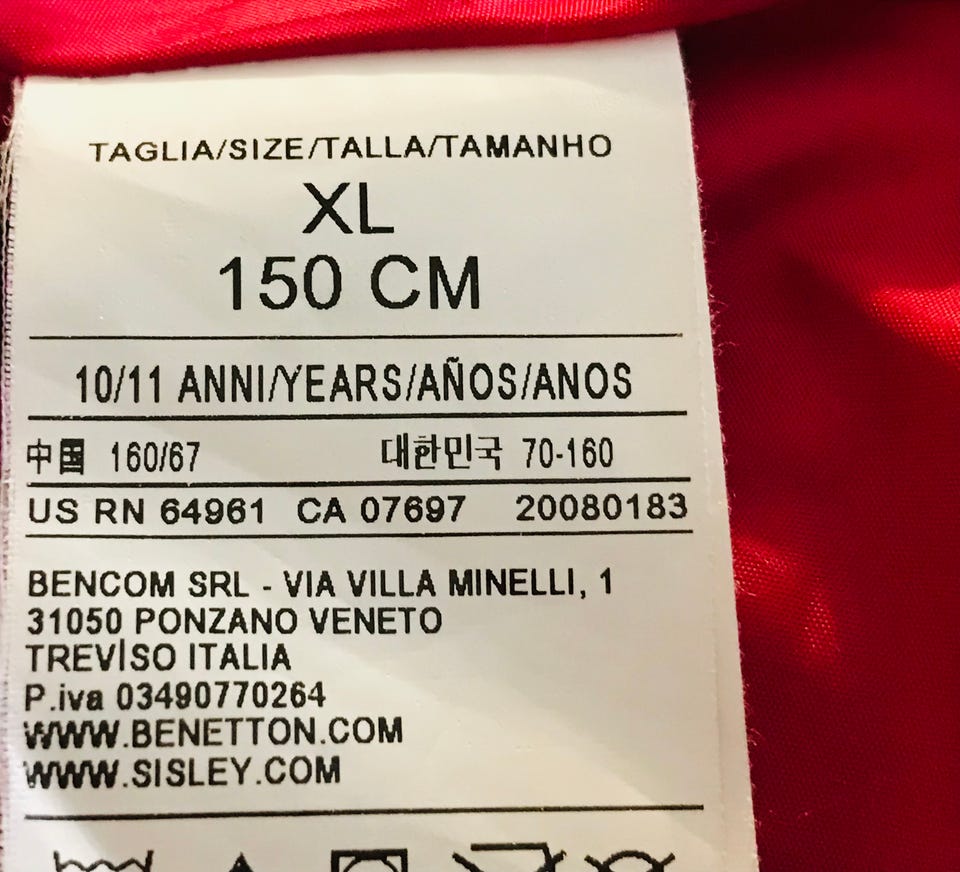 TAGLIA/SIZE/TALLA/TAMANHO
XL
150 CM
10/11 ANNI/YEARS/AÑOS/ANOS
中国 160/67 대한민국 70-160
US RN 64961 CA 07697 20080183
BENCOM SRL - VIA VILLA MINELLI, 1
31050 PONZANO VENETO
TREVISO ITALIA
P.iva 03490770264
WWW.BENETTON.COM
WWW.SISLEY.COM